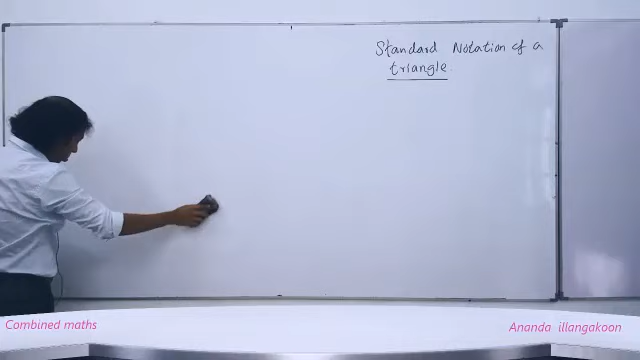 Standard Notation of a
triangle.
Combined maths
Ananda illangakoon